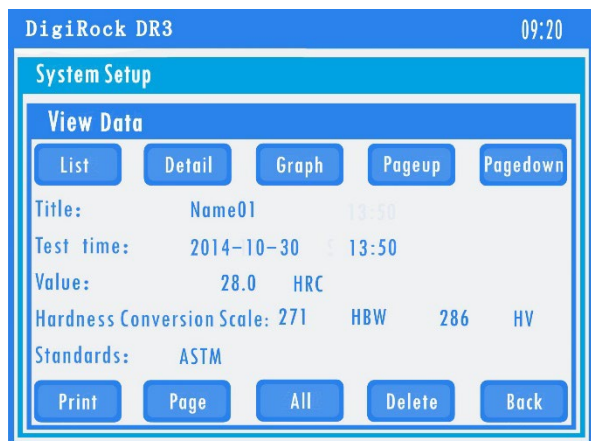 DigiRock DR3 09:20
System Setup
View Data
List Detail Graph Pageup Pagedown
Title: Name01 13:50
Test time: 2014-10-30 13:50
Value: 28.0 HRC
Hardness Conversion Scale: 271 HBW 286 HV
Standards: ASTM
Print Page All Delete Back